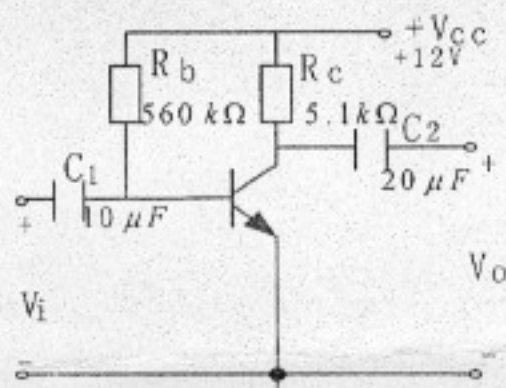 +Vcc
+12V
Rb
Rc
560 kΩ
5.1kΩ
C2
C1
+
20 μF
+
10 μF
Vi
Vo
-
-